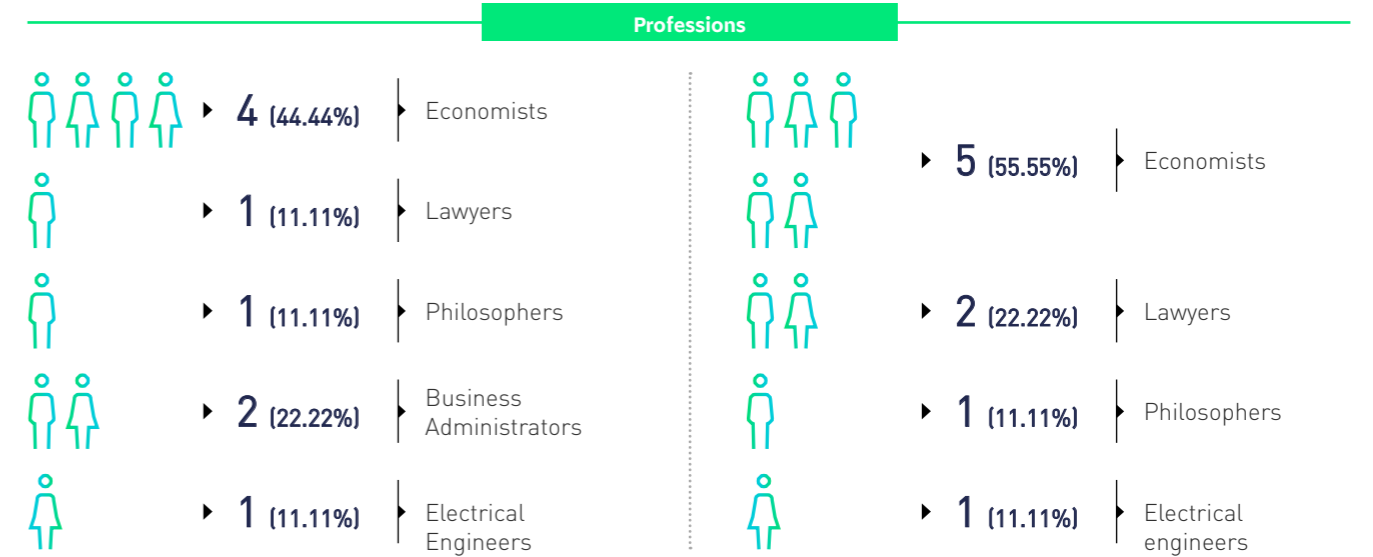 Professions
4 (44.44%) Economists
1 (11.11%) Lawyers
1 (11.11%) Philosophers
2 (22.22%) Business
Administrators
1 (11.11%) Electrical
Engineers
5 (55.55%) Economists
2 (22.22%) Lawyers
1 (11.11%) Philosophers
1 (11.11%) Electrical
engineers